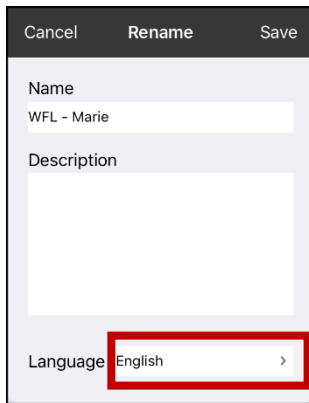 Cancel Rename Save
Name
WFL - Marie
Description
Language English >